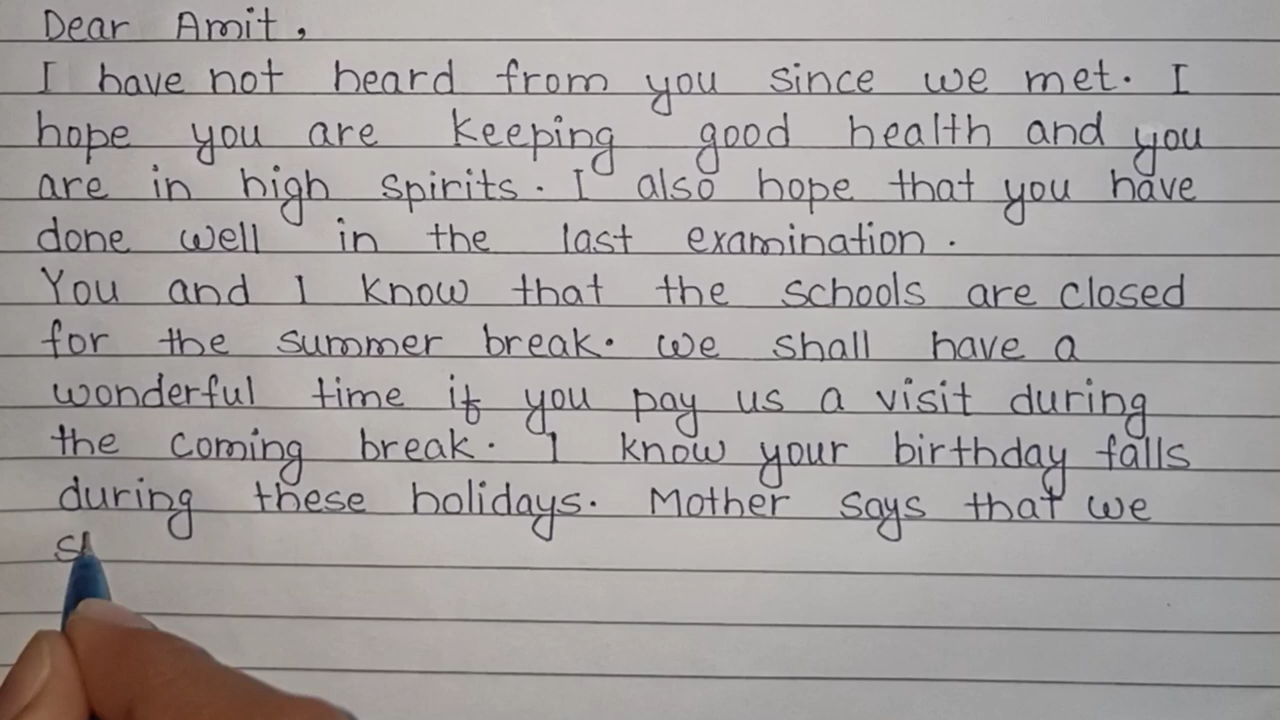 Dear Amit,
I have not heard from you since we met. I
hope you are keeping good health and you
are in high spirits. I also hope that you have
done well in the last examination.
You and I know that the schools are closed
for the summer break. we shall have a
wonderful time if you pay us a visit during
the coming break. I know your birthday falls
during these holidays. Mother says that we